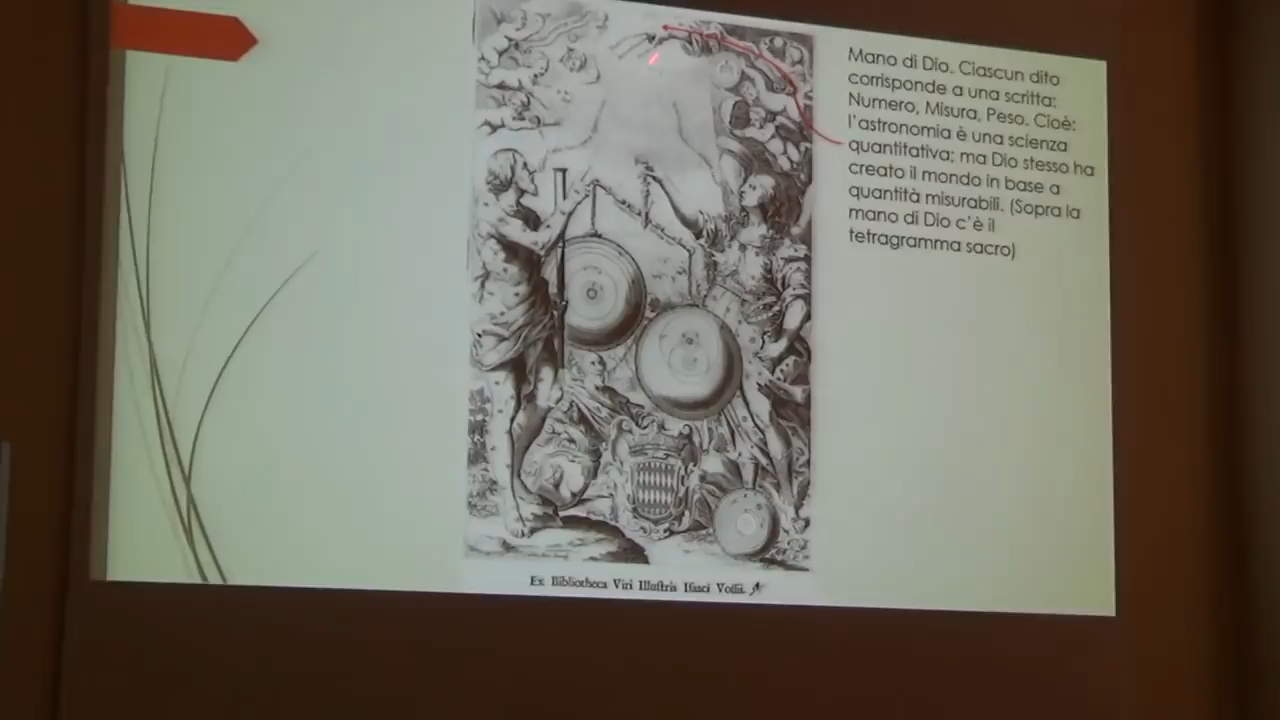 Mano di Dio. Ciascun dito
corrisponde a una scritta:
Numero, Misura, Peso. Cioè:
l'astronomia è una scienza
quantitativa; ma Dio stesso ha
creato il mondo in base a
quantità misurabili. (Sopra la
mano di Dio c'è il
tetragramma sacro)
Ex Bibliotheca Viri Illuſtris Iſaaci Voſſii.